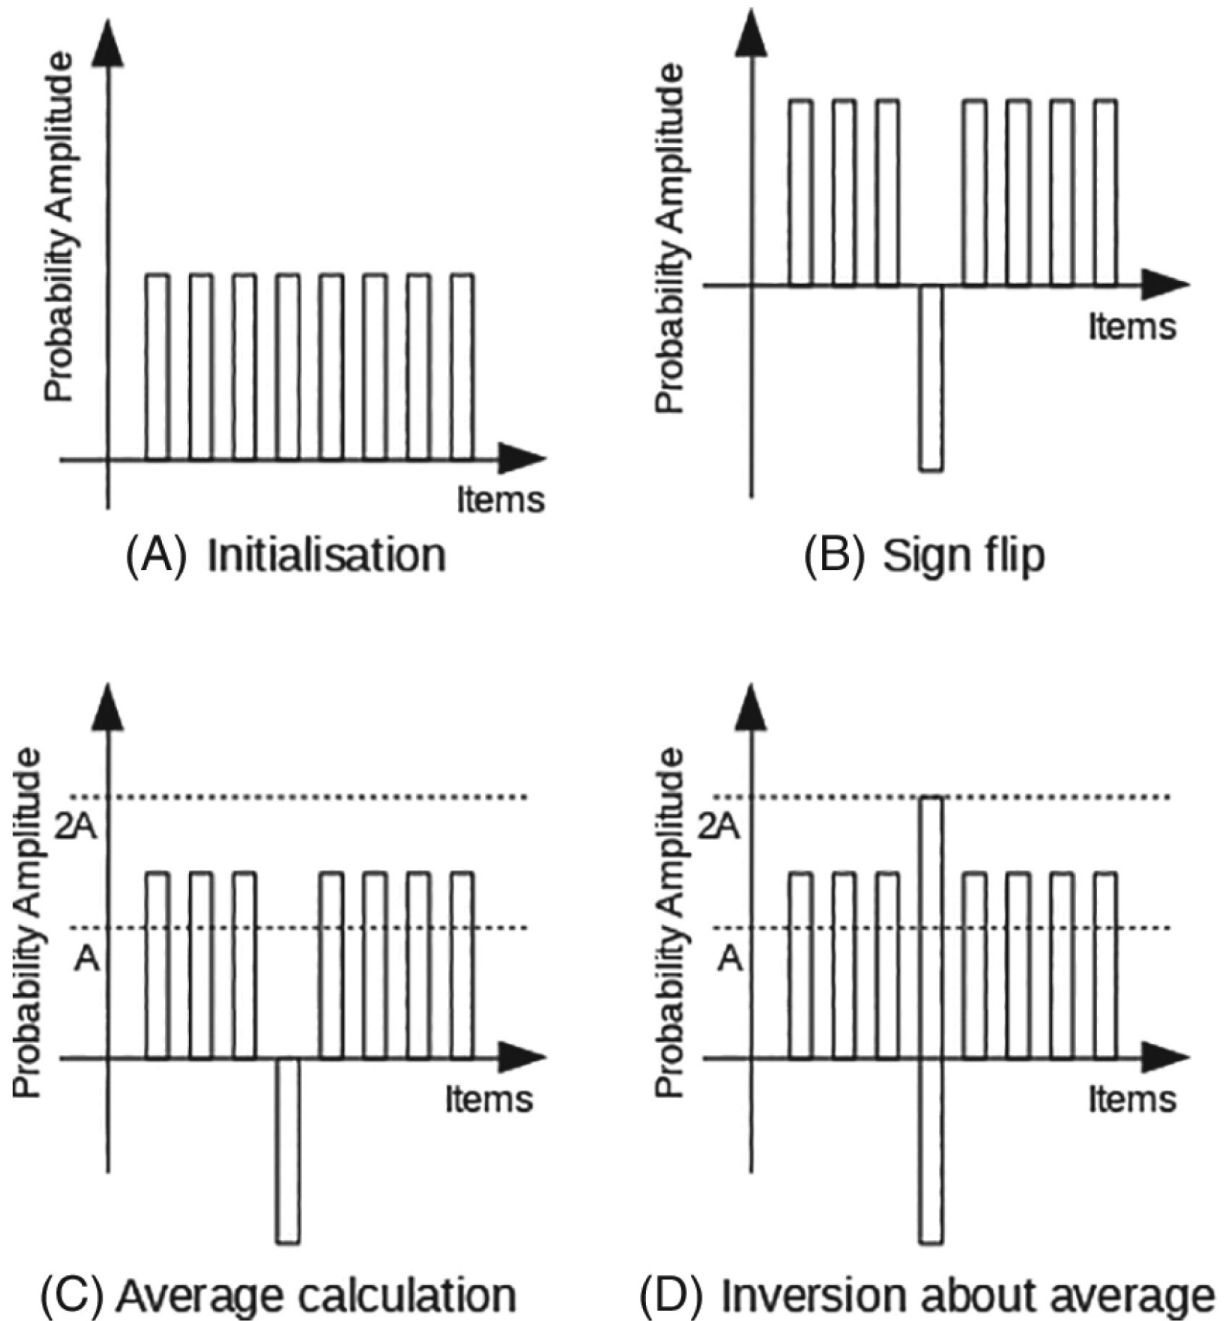 Probability Amplitude
Items
(A) Initialisation
Probability Amplitude
Items
(B) Sign flip
Probability Amplitude
2A
A
Items
(C) Average calculation
Probability Amplitude
2A
A
Items
(D) Inversion about average